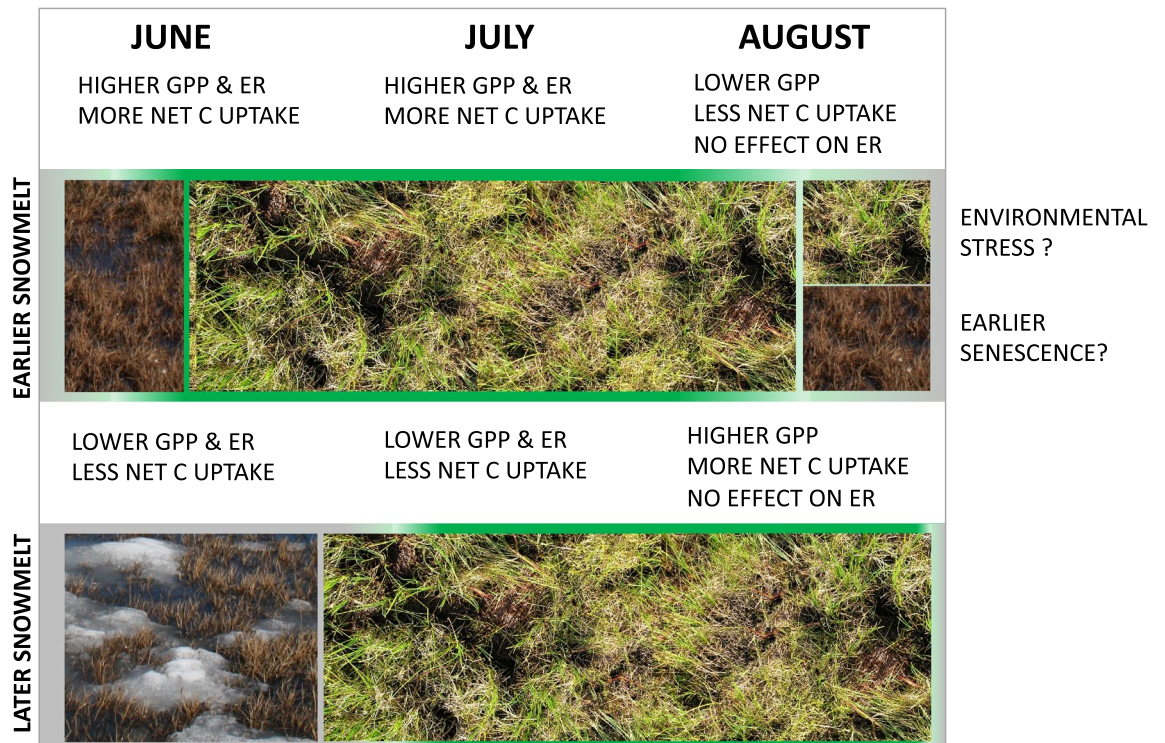 JUNE
JULY
AUGUST
HIGHER GPP & ER
MORE NET C UPTAKE
HIGHER GPP & ER
MORE NET C UPTAKE
LOWER GPP
LESS NET C UPTAKE
NO EFFECT ON ER
EARLIER SNOWMELT
ENVIRONMENTAL
STRESS ?
EARLIER
SENESCENCE?
LOWER GPP & ER
LESS NET C UPTAKE
LOWER GPP & ER
LESS NET C UPTAKE
HIGHER GPP
MORE NET C UPTAKE
NO EFFECT ON ER
LATER SNOWMELT